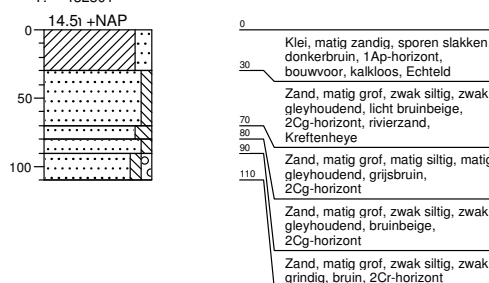 14.51 +NAP
0
50
100
0
Klei, matig zandig, sporen slakken
donkerbruin, 1Ap-horizont,
bouwvoor, kalkloos, Echteld
30
Zand, matig grof, zwak siltig, zwak
gleyhoudend, licht bruinbeige,
2Cg-horizont, rivierzand,
Kreftenheye
70
Zand, matig grof, matig siltig, matig
gleyhoudend, grijsbruin,
2Cg-horizont
80
Zand, matig grof, zwak siltig, zwak
gleyhoudend, bruinbeige,
2Cg-horizont
90
Zand, matig grof, zwak siltig, zwak
grindig, bruin, 2Cr-horizont
110